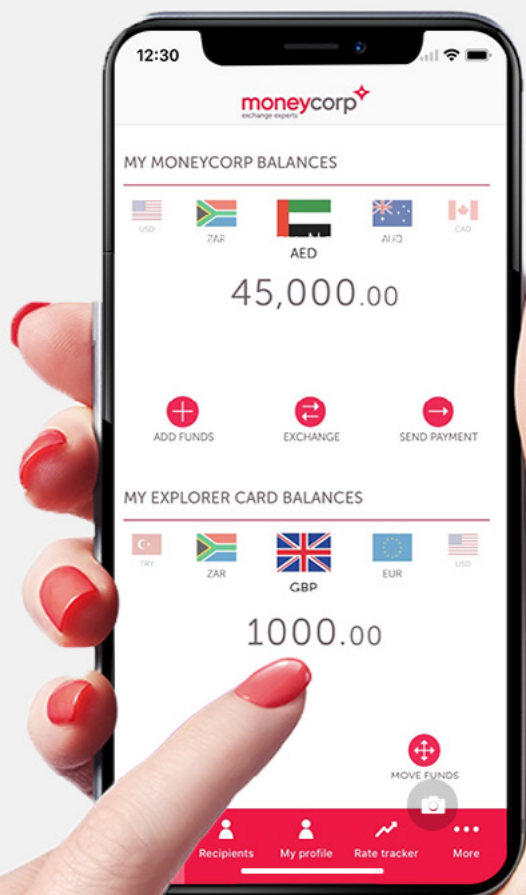 12:30
moneycorp
exchange experts
MY MONEYCORP BALANCES
USD ZAR AED AUD CAD
45,000.00
ADD FUNDS EXCHANGE SEND PAYMENT
MY EXPLORER CARD BALANCES
TRY ZAR GBP EUR USD
1000.00
MOVE FUNDS
Recipients My profile Rate tracker More